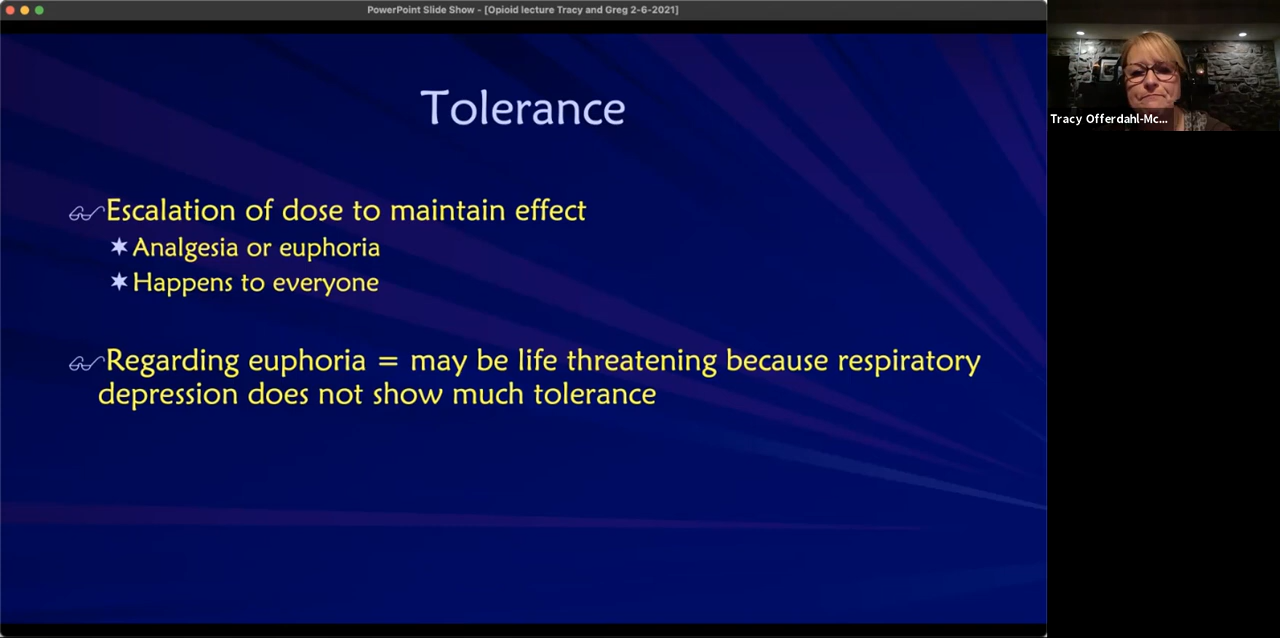 PowerPoint Slide Show - [Opioid lecture Tracy and Greg 2-6-2021]
Tolerance
Escalation of dose to maintain effect
Analgesia or euphoria
Happens to everyone
Regarding euphoria = may be life threatening because respiratory
depression does not show much tolerance
Tracy Offerdahl-Mc...